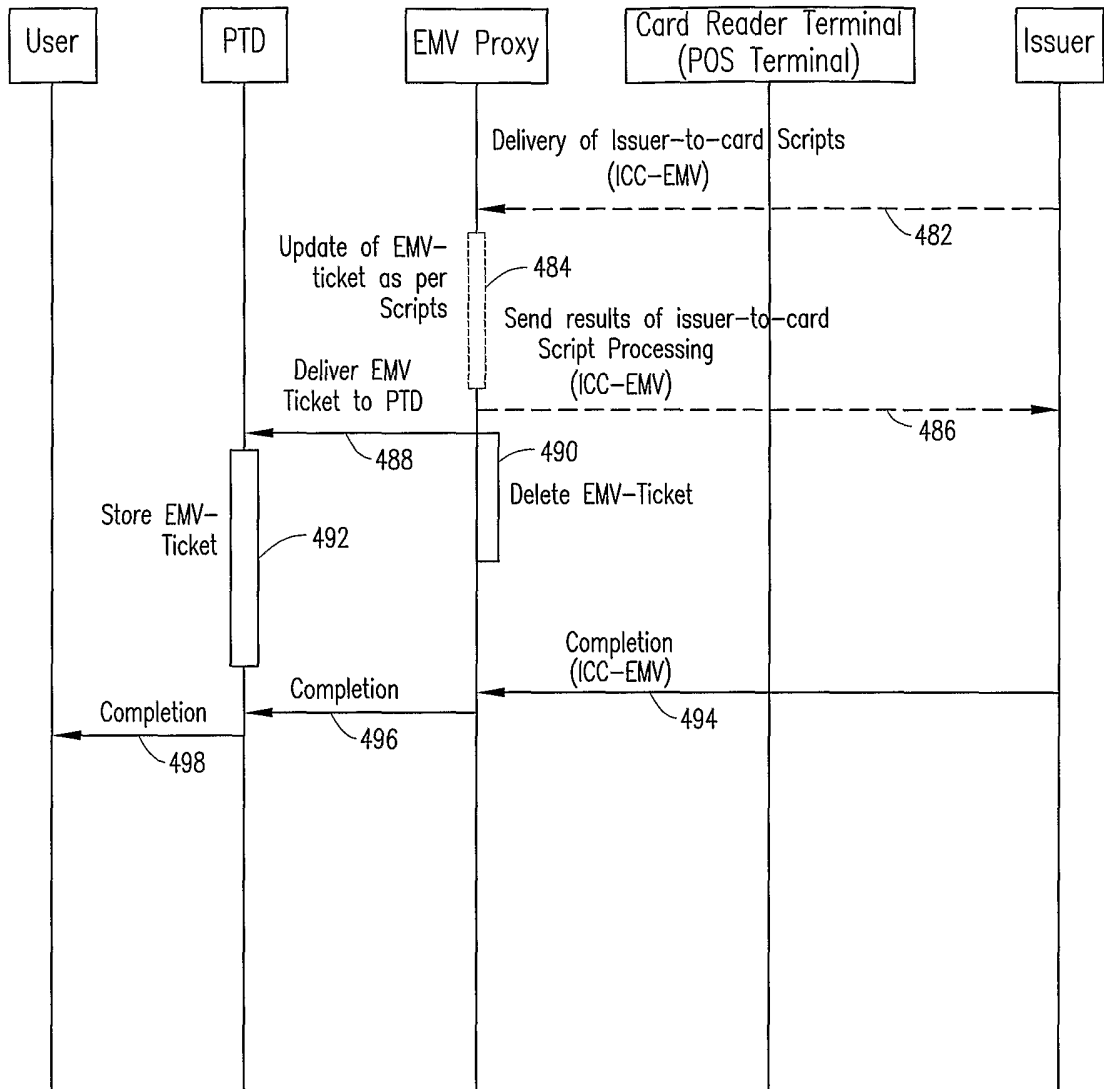 User
PTD
EMV Proxy
Card Reader Terminal
(POS Terminal)
Issuer
Delivery of Issuer-to-card Scripts
(ICC-EMV)
482
Update of EMV-
ticket as per
Scripts
484
Send results of issuer-to-card
Script Processing
(ICC-EMV)
486
Deliver EMV
Ticket to PTD
488
490
Delete EMV-Ticket
Store EMV-
Ticket
492
Completion
(ICC-EMV)
494
Completion
496
Completion
498